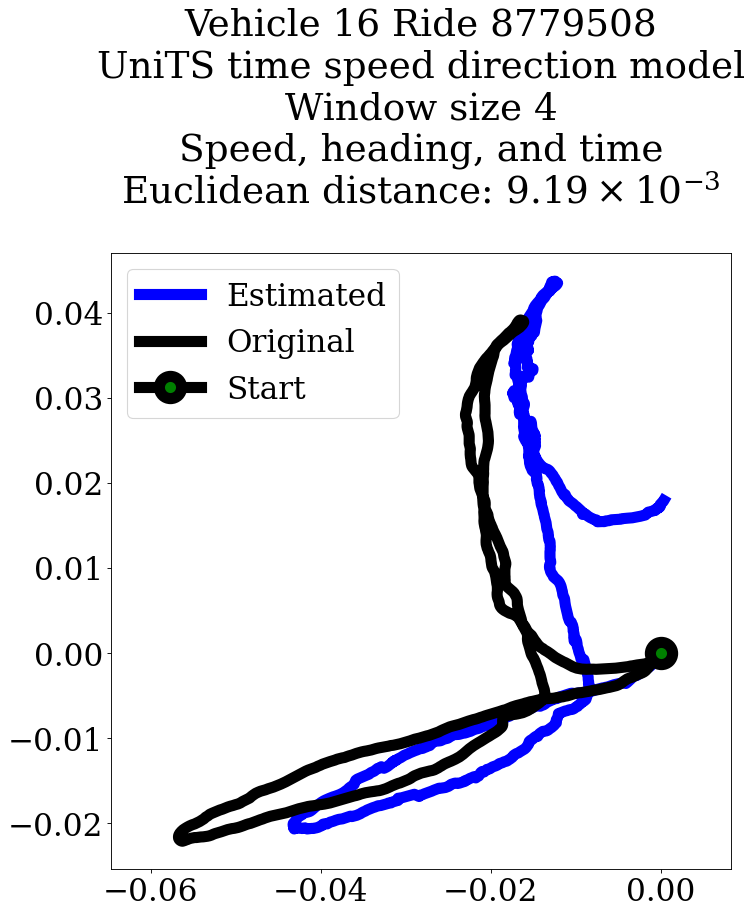 Vehicle 16 Ride 8779508
UniTS time speed direction model
Window size 4
Speed, heading, and time
Euclidean distance: 9.19 × 10⁻³
Estimated
Original
Start
0.04
0.03
0.02
0.01
0.00
−0.01
−0.02
−0.06 −0.04 −0.02 0.00